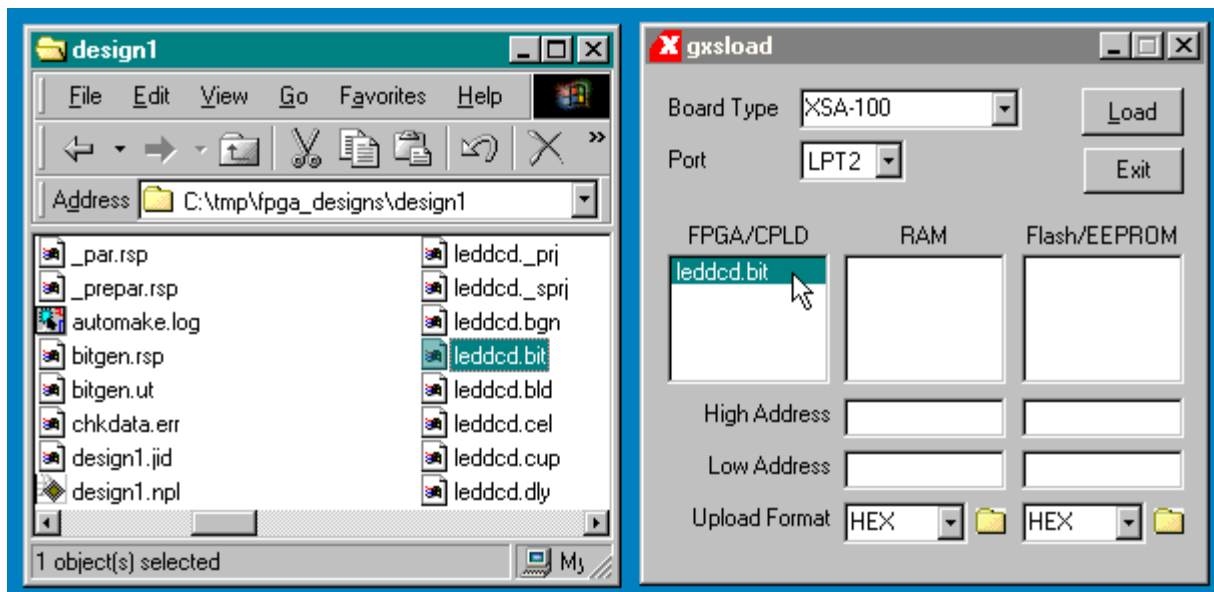 design1
File Edit View Go Favorites Help
»
Address C:\tmp\fpga_designs\design1
_par.rsp
_prepar.rsp
automake.log
bitgen.rsp
bitgen.ut
chkdata.err
design1.jid
design1.npl
leddcd._prj
leddcd._sprj
leddcd.bgn
leddcd.bit
leddcd.bld
leddcd.cel
leddcd.cup
leddcd.dly
1 object(s) selected
My
X gxsload
Board Type XSA-100 Load
Port LPT2 Exit
FPGA/CPLD RAM Flash/EEPROM
leddcd.bit
High Address
Low Address
Upload Format HEX HEX